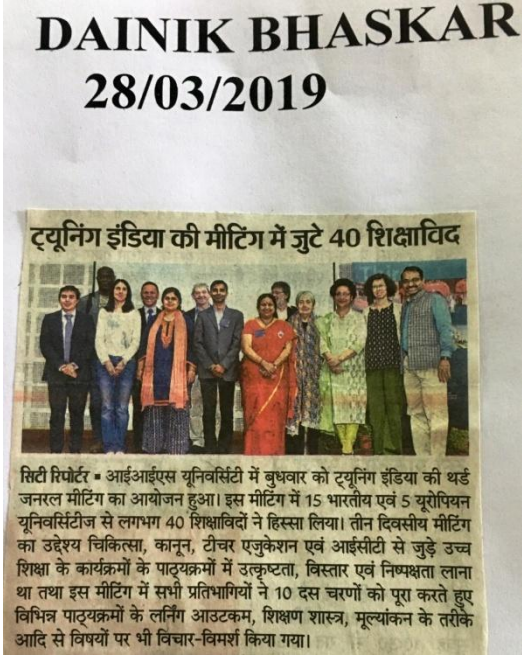 DAINIK BHASKAR
28/03/2019
ट्यूनिंग इंडिया की मीटिंग में जुटे 40 शिक्षाविद
सिटी रिपोर्टर ▪ आईआईएस यूनिवर्सिटी में बुधवार को ट्यूनिंग इंडिया की थर्ड
जनरल मीटिंग का आयोजन हुआ। इस मीटिंग में 15 भारतीय एवं 5 यूरोपियन
यूनिवर्सिटीज से लगभग 40 शिक्षाविदों ने हिस्सा लिया। तीन दिवसीय मीटिंग
का उद्देश्य चिकित्सा, कानून, टीचर एजुकेशन एवं आईसीटी से जुड़े उच्च
शिक्षा के कार्यक्रमों के पाठ्यक्रमों में उत्कृष्टता, विस्तार एवं निष्पक्षता लाना
था तथा इस मीटिंग में सभी प्रतिभागियों ने 10 दस चरणों को पूरा करते हुए
विभिन्न पाठ्यक्रमों के लर्निंग आउटकम, शिक्षण शास्त्र, मूल्यांकन के तरीके
आदि से विषयों पर भी विचार-विमर्श किया गया।